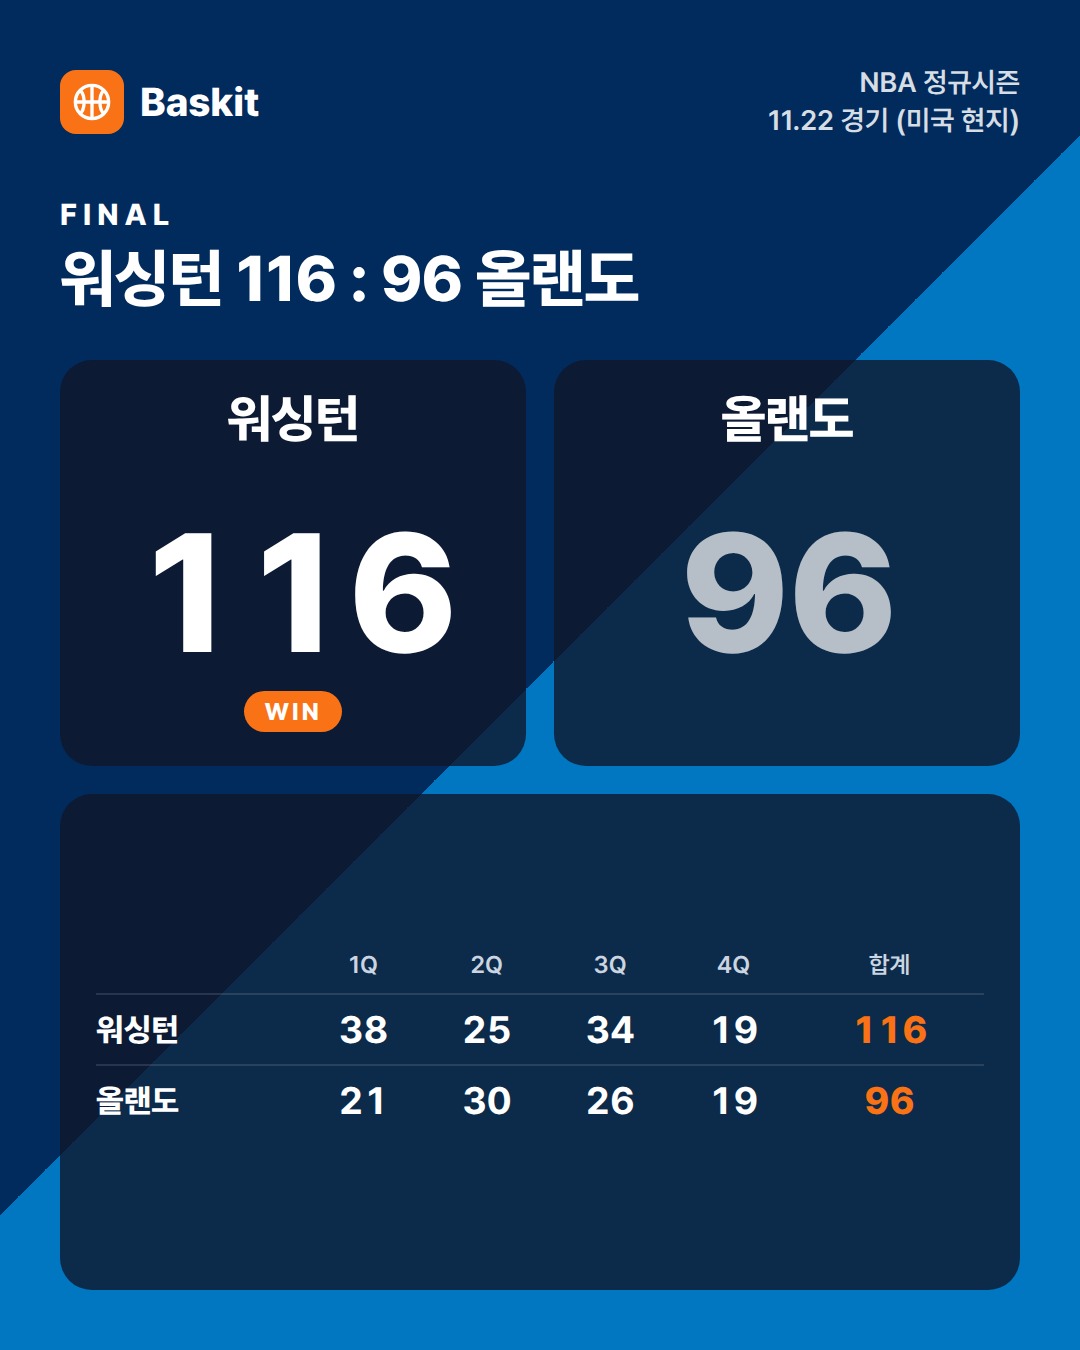 Baskit
NBA 정규시즌
11.22 경기 (미국 현지)
FINAL
워싱턴 116 : 96 올랜도
워싱턴
116
WIN
올랜도
96
1Q 2Q 3Q 4Q 합계
워싱턴 38 25 34 19 116
올랜도 21 30 26 19 96